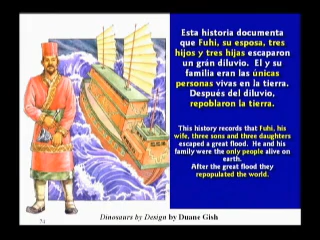 Esta historia documenta
que Fuhi, su esposa, tres
hijos y tres hijas escaparon
un grán diluvio. El y su
familia eran las únicas
personas vivas en la tierra.
Después del diluvio,
repoblaron la tierra.
This history records that Fuhi, his
wife, three sons and three daughters
escaped a great flood. He and his
family were the only people alive on
earth.
After the great flood they
repopulated the world.
Dinosaurs by Design by Duane Gish
74